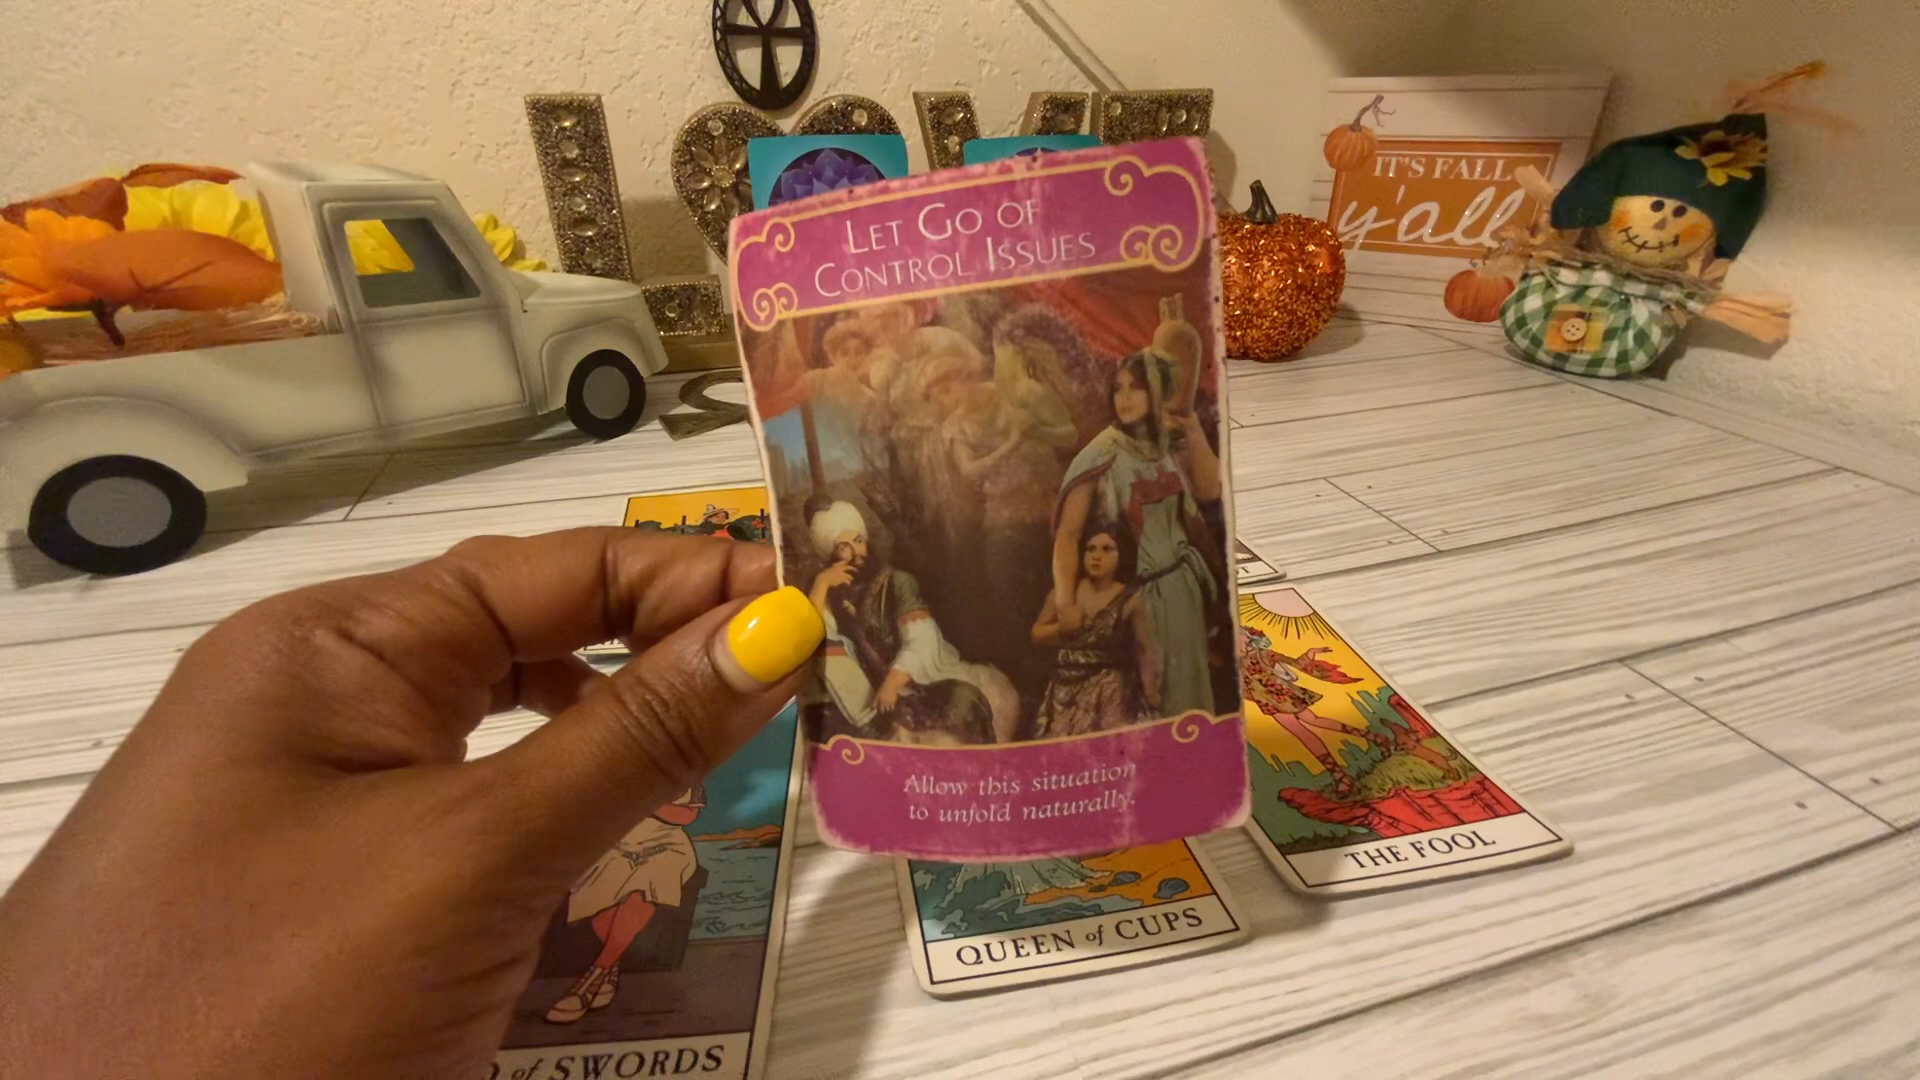 IT'S FALL
y'all
LET GO OF
CONTROL ISSUES
Allow this situation
to unfold naturally.
THE FOOL
QUEEN of CUPS
of SWORDS